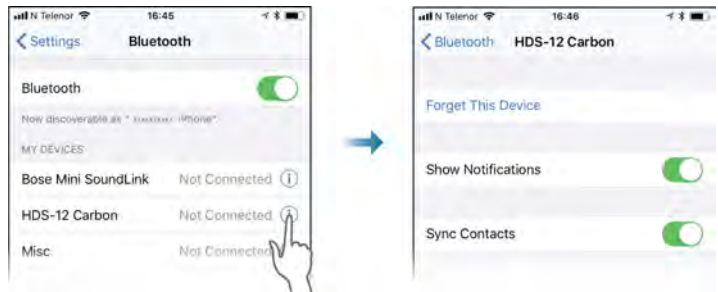 N Telenor 16:45
Settings Bluetooth
Bluetooth
Now discoverable as " iPhone".
MY DEVICES
Bose Mini SoundLink Not Connected
HDS-12 Carbon Not Connected
Misc Not Connected
N Telenor 16:46
Bluetooth HDS-12 Carbon
Forget This Device
Show Notifications
Sync Contacts